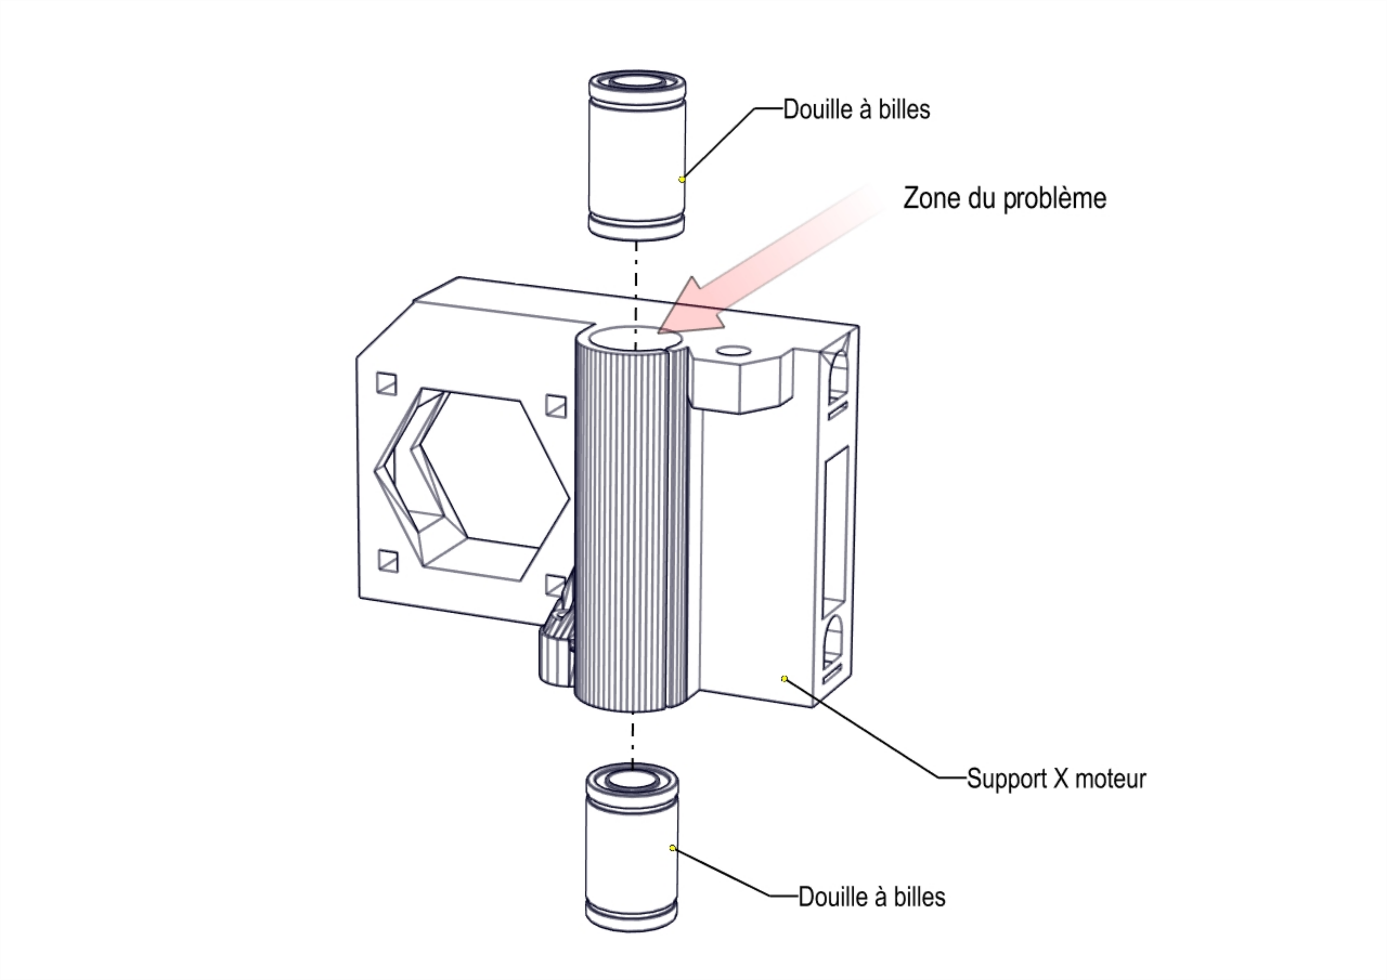 Douille à billes
Zone du problème
Support X moteur
Douille à billes